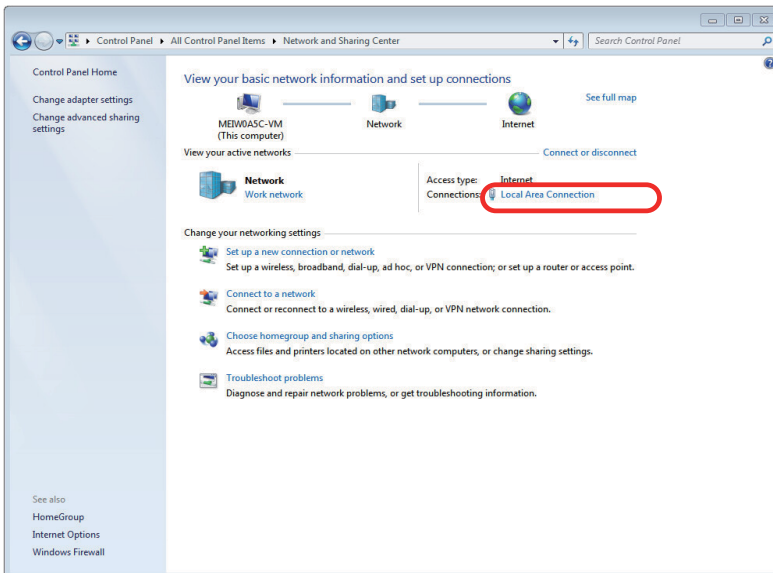 Control Panel ▸ All Control Panel Items ▸ Network and Sharing Center
Search Control Panel
Control Panel Home
Change adapter settings
Change advanced sharing
settings
View your basic network information and set up connections
See full map
MEIW0A5C-VM
(This computer)
Network
Internet
View your active networks
Connect or disconnect
Network
Work network
Access type: Internet
Connections: Local Area Connection
Change your networking settings
Set up a new connection or network
Set up a wireless, broadband, dial-up, ad hoc, or VPN connection; or set up a router or access point.
Connect to a network
Connect or reconnect to a wireless, wired, dial-up, or VPN network connection.
Choose homegroup and sharing options
Access files and printers located on other network computers, or change sharing settings.
Troubleshoot problems
Diagnose and repair network problems, or get troubleshooting information.
See also
HomeGroup
Internet Options
Windows Firewall